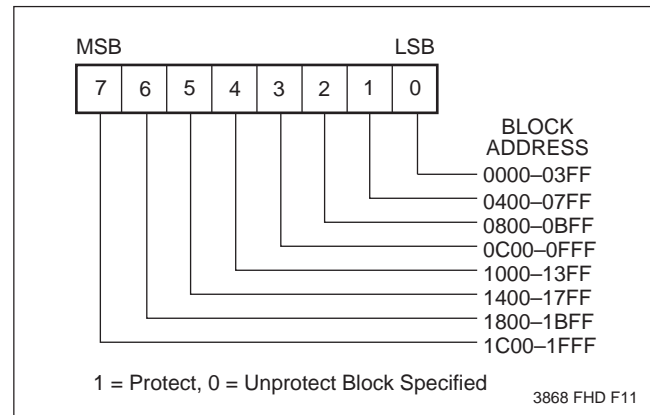 MSB LSB
7 6 5 4 3 2 1 0
BLOCK
ADDRESS
0000–03FF
0400–07FF
0800–0BFF
0C00–0FFF
1000–13FF
1400–17FF
1800–1BFF
1C00–1FFF
1 = Protect, 0 = Unprotect Block Specified
3868 FHD F11